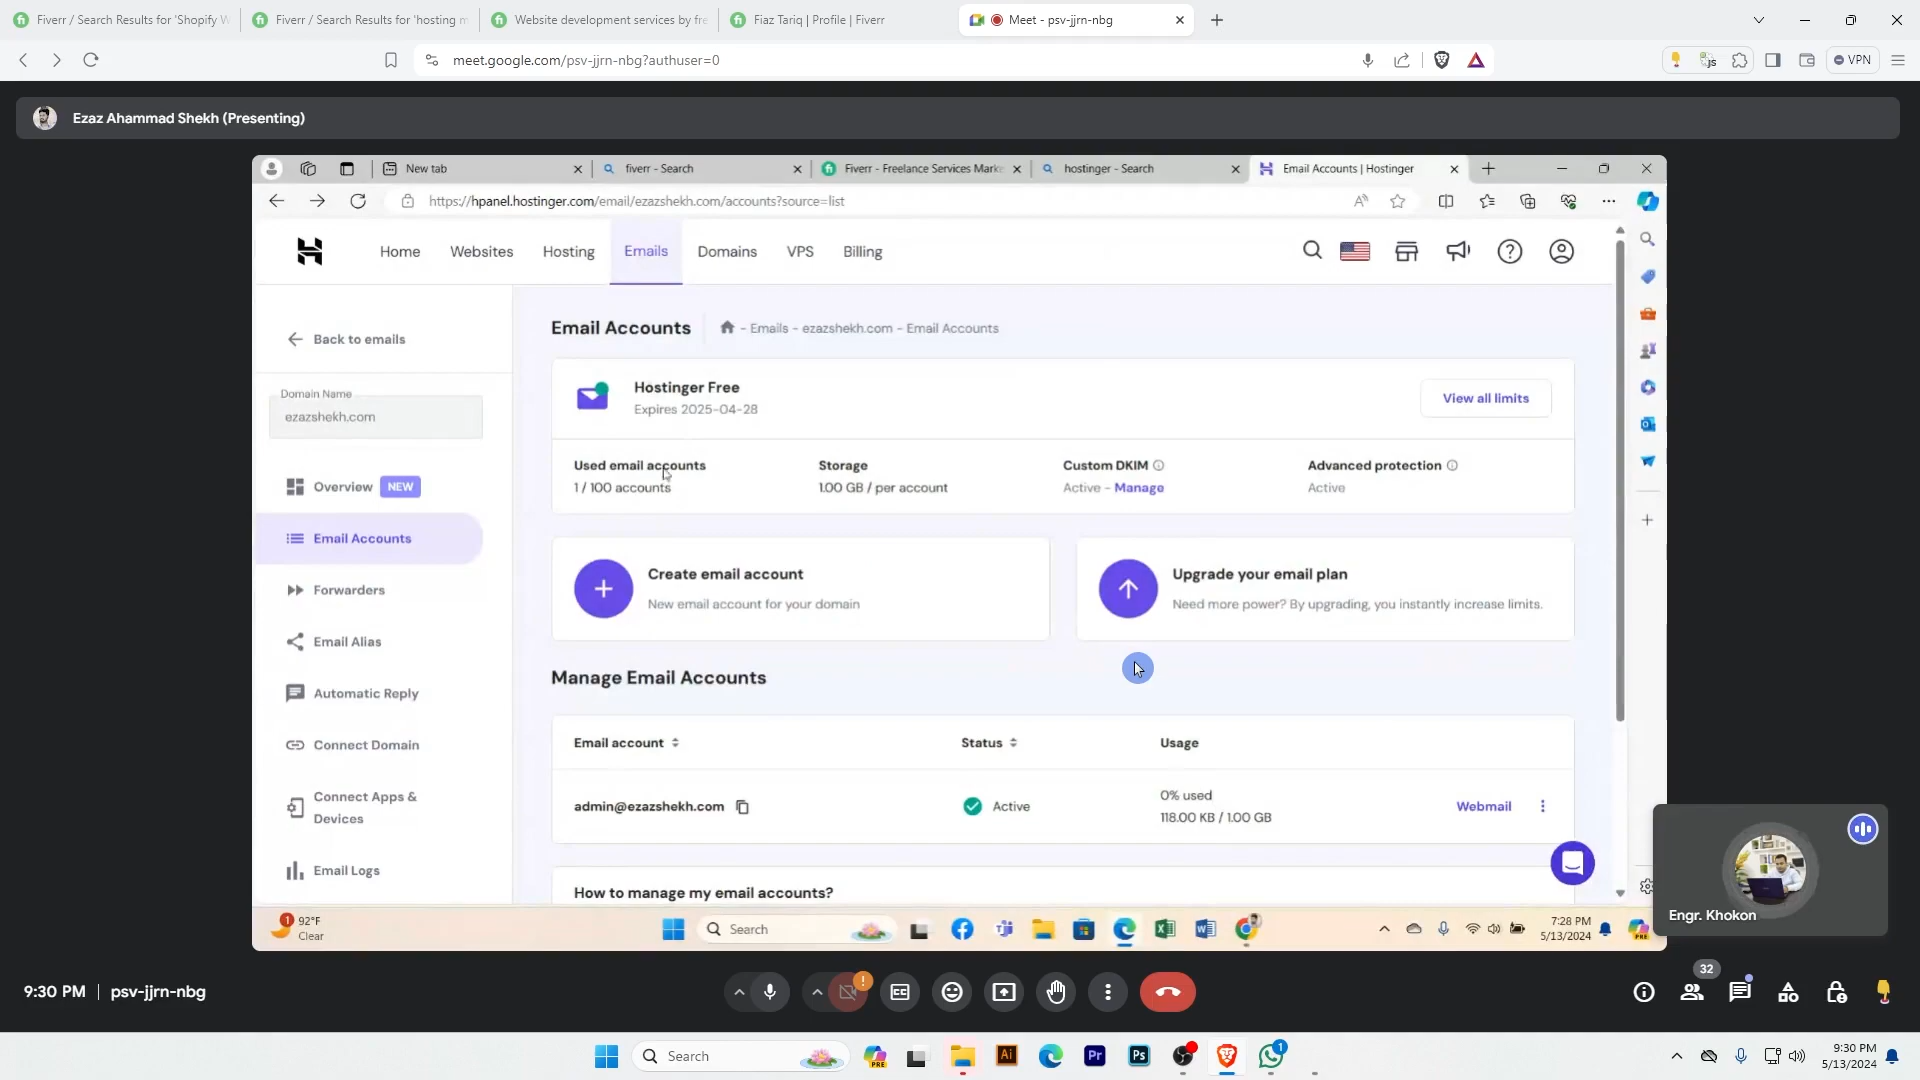 Fiverr / Search Results for 'Shopify W
Fiverr / Search Results for 'hosting m
Website development services by fre
Fiaz Tariq | Profile | Fiverr
Meet - psv-jjrn-nbg
meet.google.com/psv-jjrn-nbg?authuser=0
VPN
Ezaz Ahammad Shekh (Presenting)
New tab
fiverr - Search
Fiverr - Freelance Services Marke
hostinger - Search
Email Accounts | Hostinger
https://hpanel.hostinger.com/email/ezazshekh.com/accounts?source=list
Home
Websites
Hosting
Emails
Domains
VPS
Billing
Back to emails
Domain Name
ezazshekh.com
Overview NEW
Email Accounts
Forwarders
Email Alias
Automatic Reply
Connect Domain
Connect Apps &
Devices
Email Logs
Email Accounts
- Emails - ezazshekh.com - Email Accounts
Hostinger Free
Expires 2025-04-28
View all limits
Used email accounts
1 / 100 accounts
Storage
1.00 GB / per account
Custom DKIM
Active - Manage
Advanced protection
Active
Create email account
New email account for your domain
Upgrade your email plan
Need more power? By upgrading, you instantly increase limits.
Manage Email Accounts
Email account
Status
Usage
admin@ezazshekh.com
Active
0% used
118.00 KB / 1.00 GB
Webmail
How to manage my email accounts?
Engr. Khokon
1
92°F
Clear
Search
7:28 PM
5/13/2024
9:30 PM | psv-jjrn-nbg
32
Search
Ai
Pr
Ps
1
9:30 PM
5/13/2024